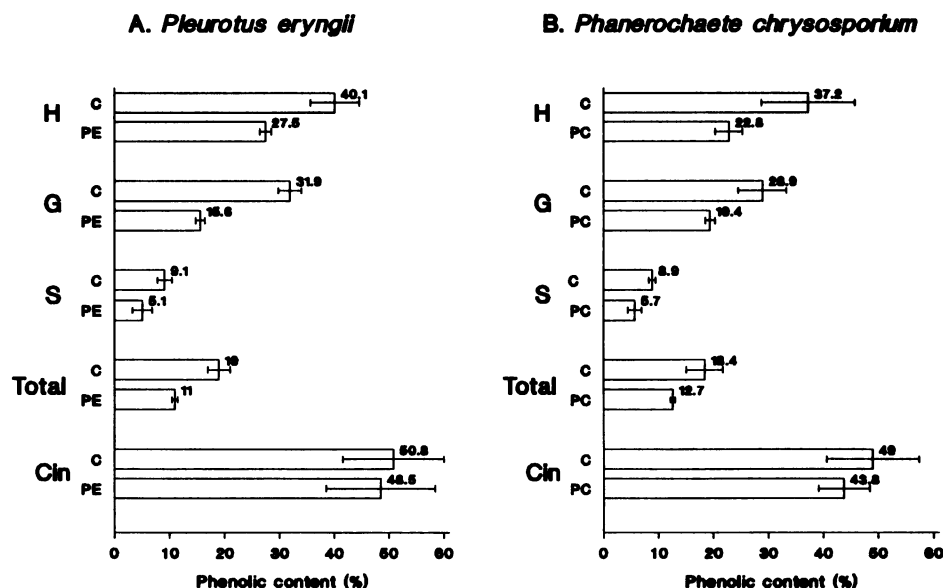 A. Pleurotus eryngii
H
C 40.1
PE 27.5
G
C 31.9
PE 15.6
S
C 9.1
PE 5.1
Total
C 19
PE 11
Cin
C 50.8
PE 48.5
0 10 20 30 40 50 60
Phenolic content (%)
B. Phanerochaete chrysosporium
H
C 37.2
PC 22.8
G
C 28.9
PC 19.4
S
C 8.9
PC 5.7
Total
C 18.4
PC 12.7
Cin
C 49
PC 43.8
0 10 20 30 40 50 60
Phenolic content (%)